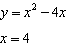 y = x² − 4x
x = 4